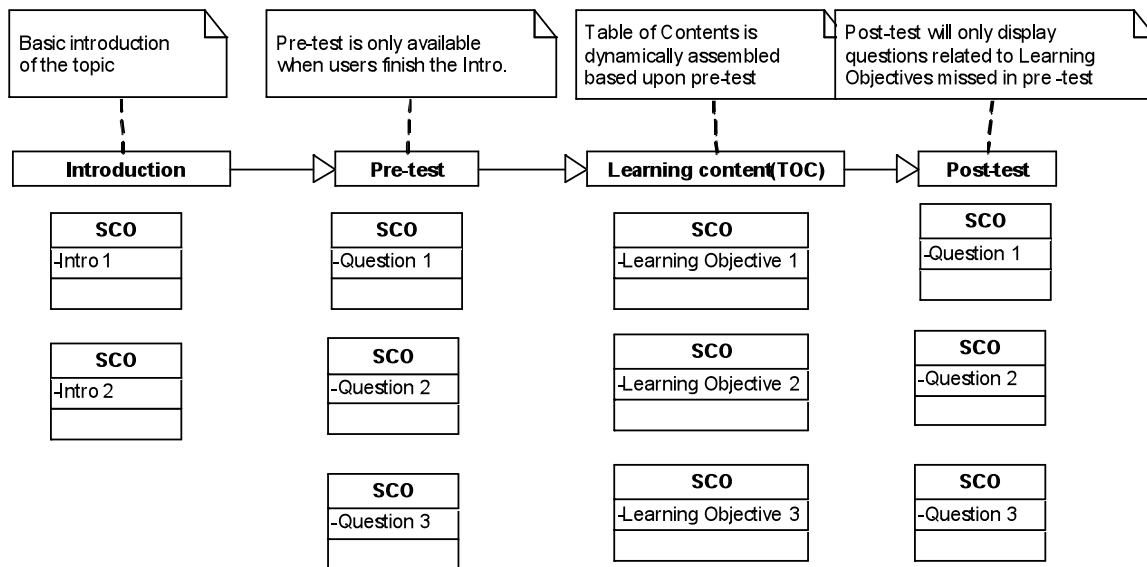 Basic introduction
of the topic
Pre-test is only available
when users finish the Intro.
Table of Contents is
dynamically assembled
based upon pre-test
Post-test will only display
questions related to Learning
Objectives missed in pre -test
Introduction
Pre-test
Learning content(TOC)
Post-test
SCO
-Intro 1
SCO
-Question 1
SCO
-Learning Objective 1
SCO
-Question 1
SCO
-Intro 2
SCO
-Question 2
SCO
-Learning Objective 2
SCO
-Question 2
SCO
-Question 3
SCO
-Learning Objective 3
SCO
-Question 3